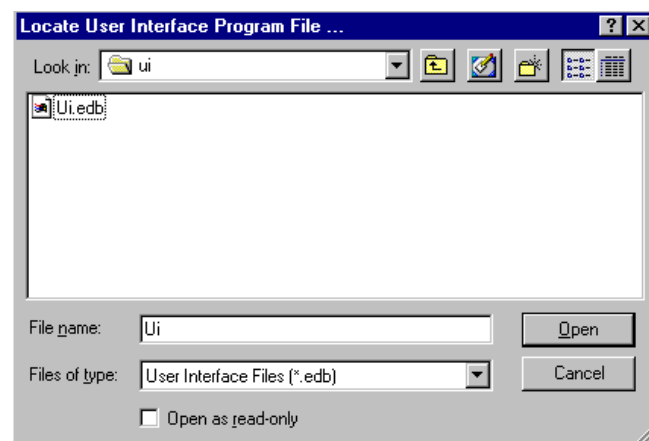 Locate User Interface Program File ...
Look in: ui
Ui.edb
File name: Ui Open
Files of type: User Interface Files (*.edb) Cancel
Open as read-only